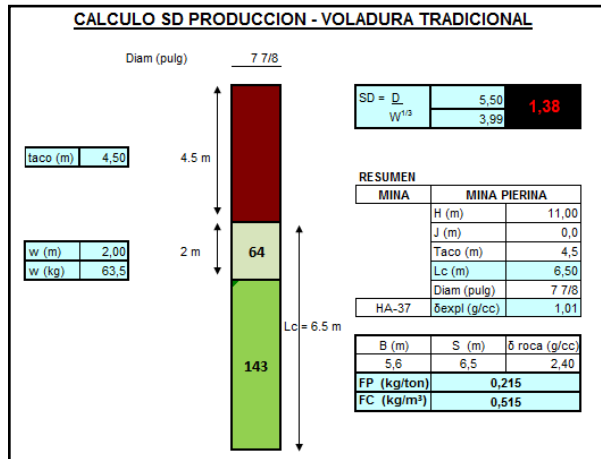 CALCULO SD PRODUCCION - VOLADURA TRADICIONAL
Diam (pulg) 7 7/8
SD = D 5,50 1,38
W1/3 3,99
4.5 m
taco (m) 4,50
RESUMEN
MINA MINA PIERINA
H (m) 11,00
J (m) 0,0
Taco (m) 4,5
Lc (m) 6,50
Diam (pulg) 7 7/8
HA-37 δexpl (g/cc) 1,01
2 m
64
w (m) 2,00
w (kg) 63,5
Lc = 6.5 m
143
B (m) S (m) δ roca (g/cc)
5,6 6,5 2,40
FP (kg/ton) 0,215
FC (kg/m³) 0,515